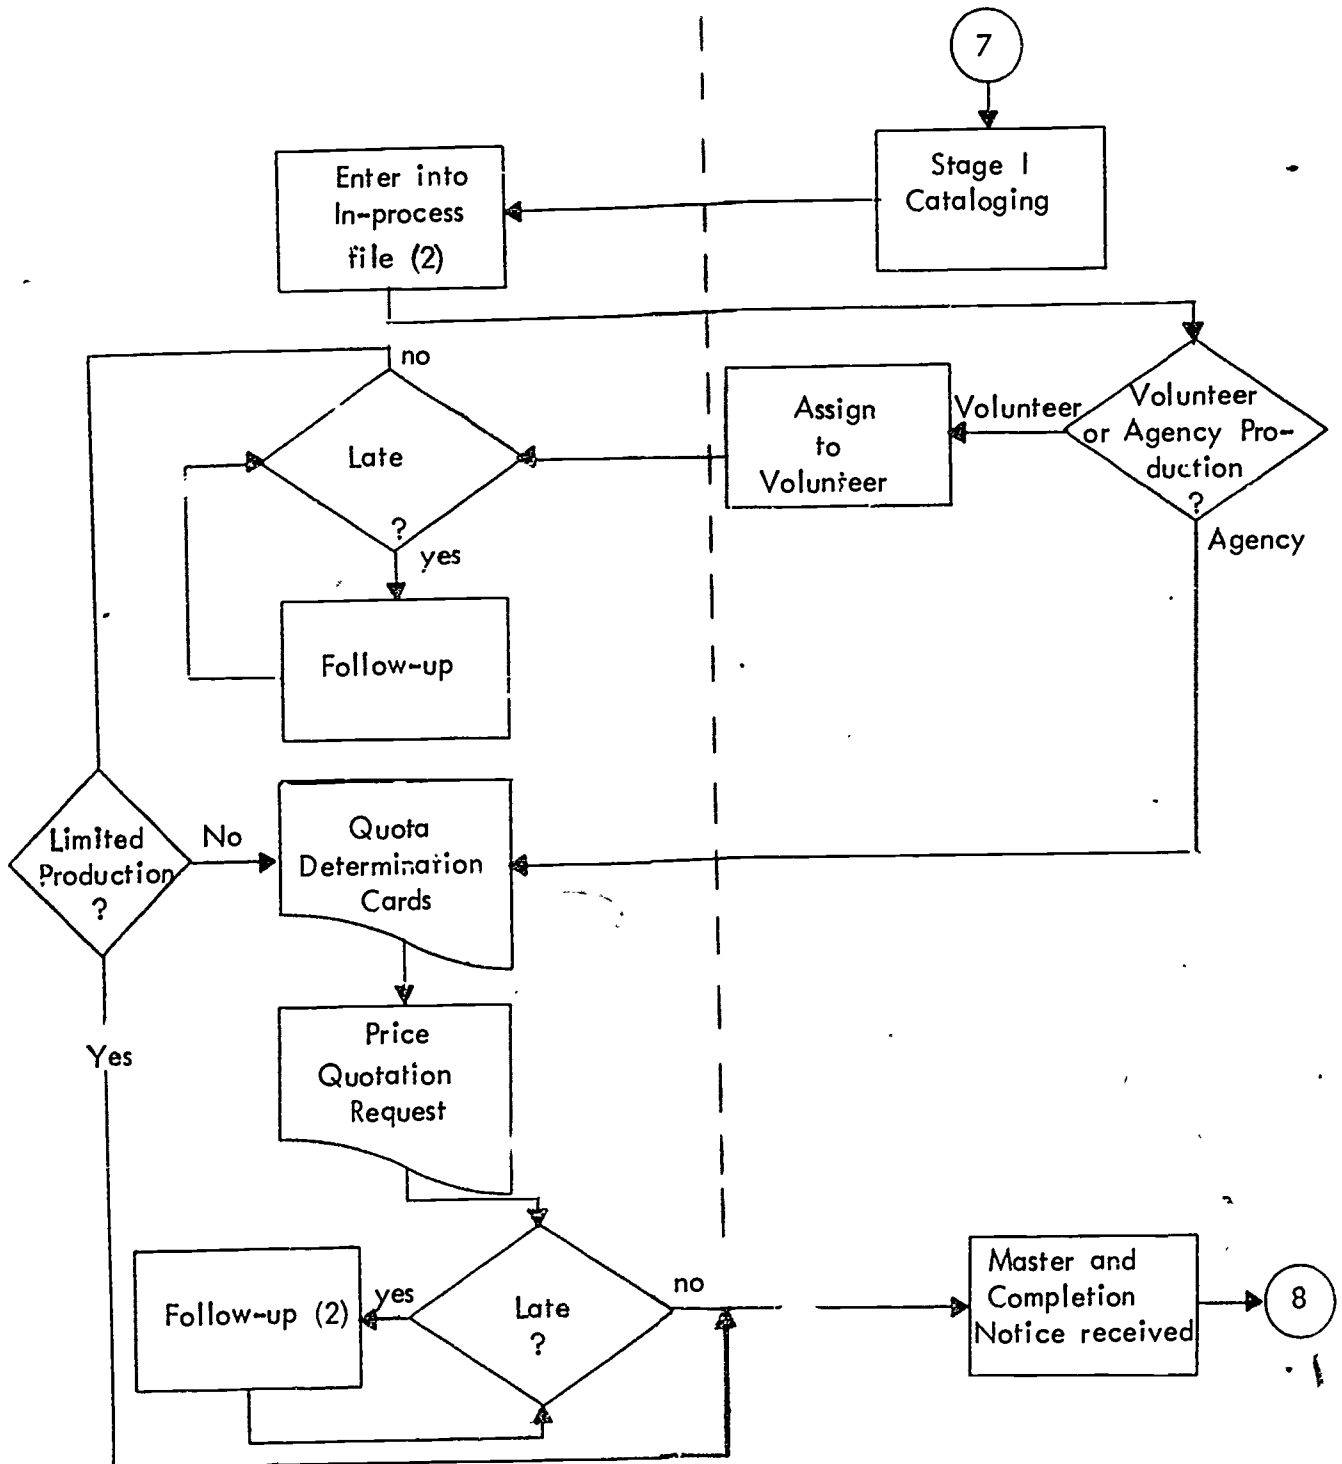 7
Stage I
Cataloging
Enter into
In-process
file (2)
no
Late
?
yes
Assign
to
Volunteer
Volunteer
Volunteer
or Agency Pro-
duction
?
Agency
Follow-up
Limited
Production
?
No
Yes
Quota
Determination
Cards
Price
Quotation
Request
Follow-up (2)
yes
Late
?
no
Master and
Completion
Notice received
8